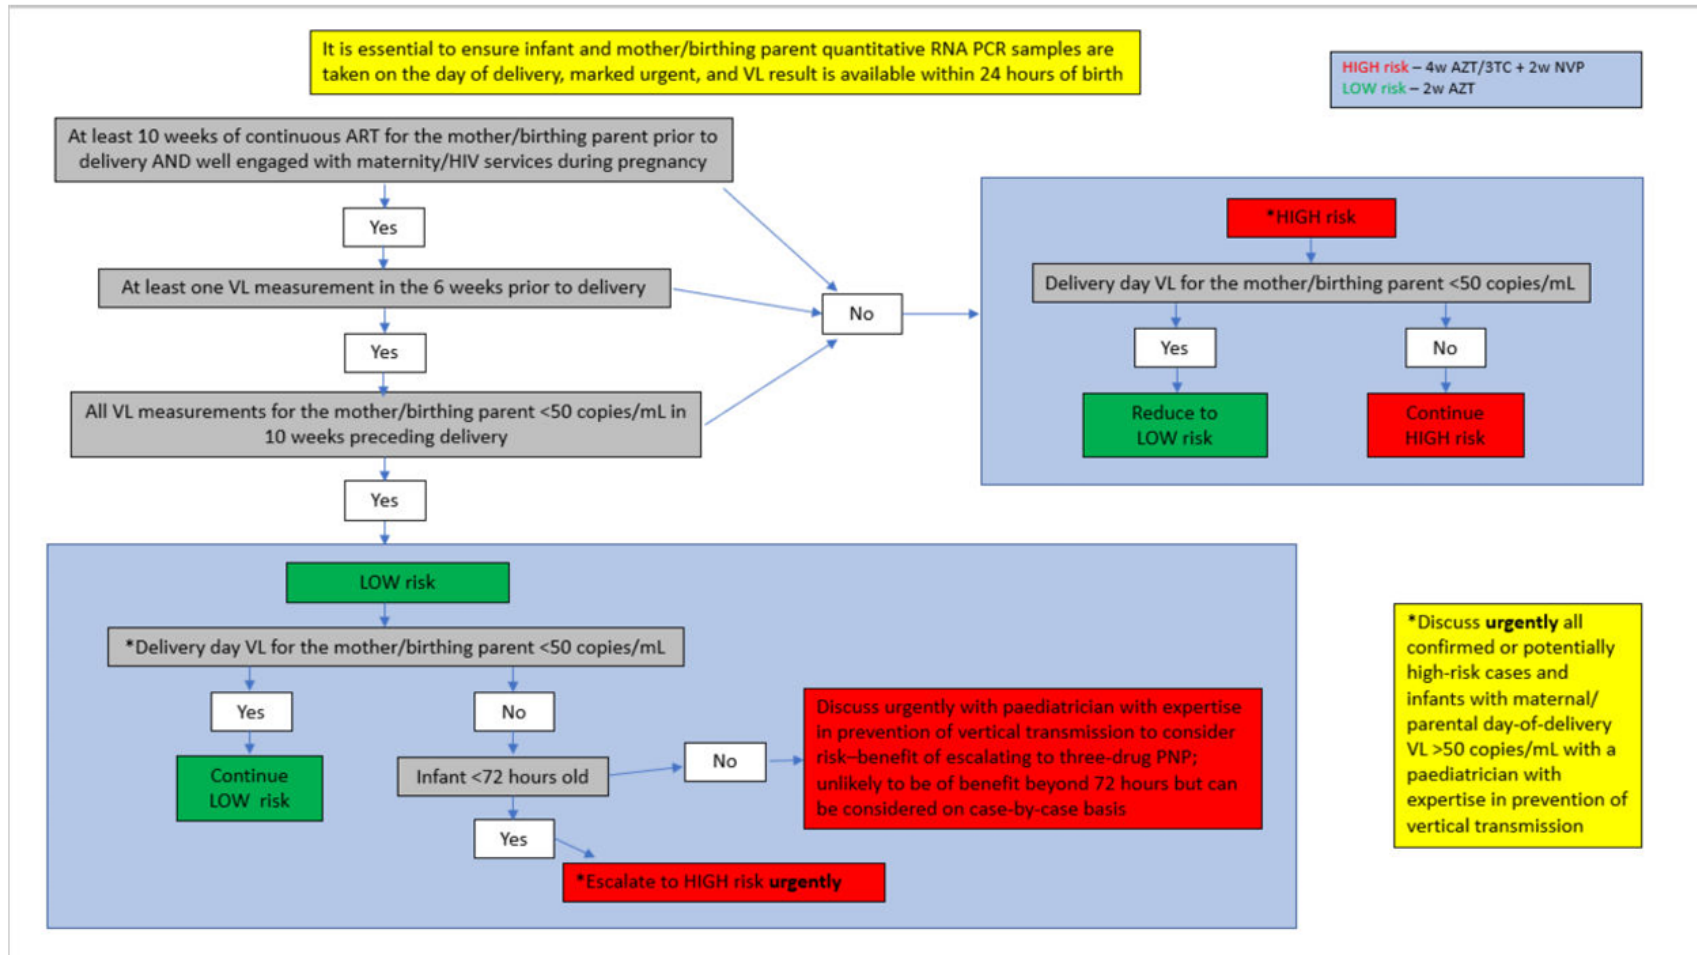 It is essential to ensure infant and mother/birthing parent quantitative RNA PCR samples are
taken on the day of delivery, marked urgent, and VL result is available within 24 hours of birth
HIGH risk – 4w AZT/3TC + 2w NVP
LOW risk – 2w AZT
At least 10 weeks of continuous ART for the mother/birthing parent prior to
delivery AND well engaged with maternity/HIV services during pregnancy
Yes
At least one VL measurement in the 6 weeks prior to delivery
Yes
All VL measurements for the mother/birthing parent <50 copies/mL in
10 weeks preceding delivery
Yes
No
*HIGH risk
Delivery day VL for the mother/birthing parent <50 copies/mL
Yes
No
Reduce to
LOW risk
Continue
HIGH risk
LOW risk
*Delivery day VL for the mother/birthing parent <50 copies/mL
Yes
No
Continue
LOW risk
Infant <72 hours old
No
Discuss urgently with paediatrician with expertise
in prevention of vertical transmission to consider
risk–benefit of escalating to three-drug PNP;
unlikely to be of benefit beyond 72 hours but can
be considered on case-by-case basis
Yes
*Escalate to HIGH risk urgently
*Discuss urgently all
confirmed or potentially
high-risk cases and
infants with maternal/
parental day-of-delivery
VL >50 copies/mL with a
paediatrician with
expertise in prevention of
vertical transmission